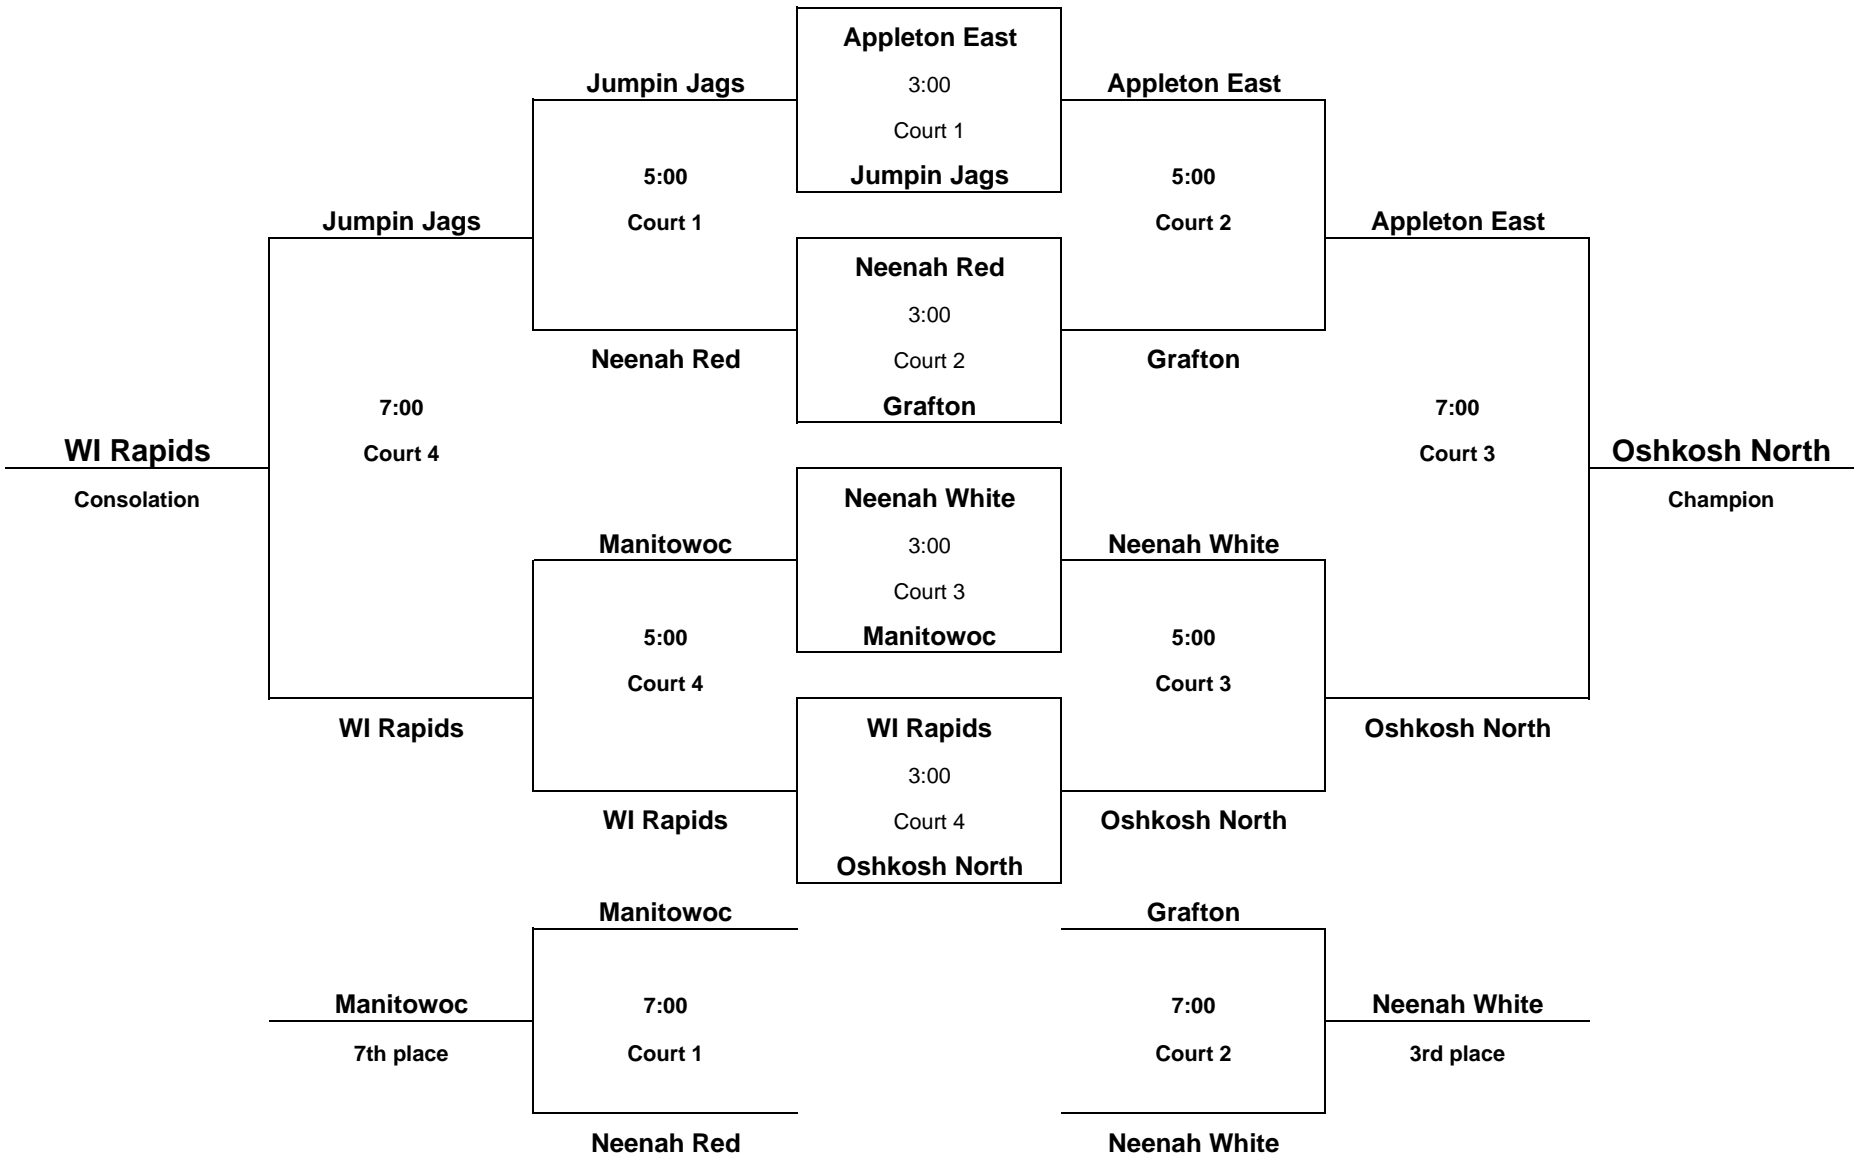 Appleton East
Jumpin Jags 3:00 Appleton East
Court 1
5:00 Jumpin Jags 5:00
Jumpin Jags Court 1 Court 2 Appleton East
Neenah Red
3:00
Neenah Red Court 2 Grafton
7:00 Grafton 7:00
WI Rapids Court 4 Court 3 Oshkosh North
Consolation Neenah White Champion
Manitowoc 3:00 Neenah White
Court 3
5:00 Manitowoc 5:00
Court 4 Court 3
WI Rapids WI Rapids Oshkosh North
3:00
WI Rapids Court 4 Oshkosh North
Oshkosh North
Manitowoc Grafton
Manitowoc 7:00 7:00 Neenah White
7th place Court 1 Court 2 3rd place
Neenah Red Neenah White